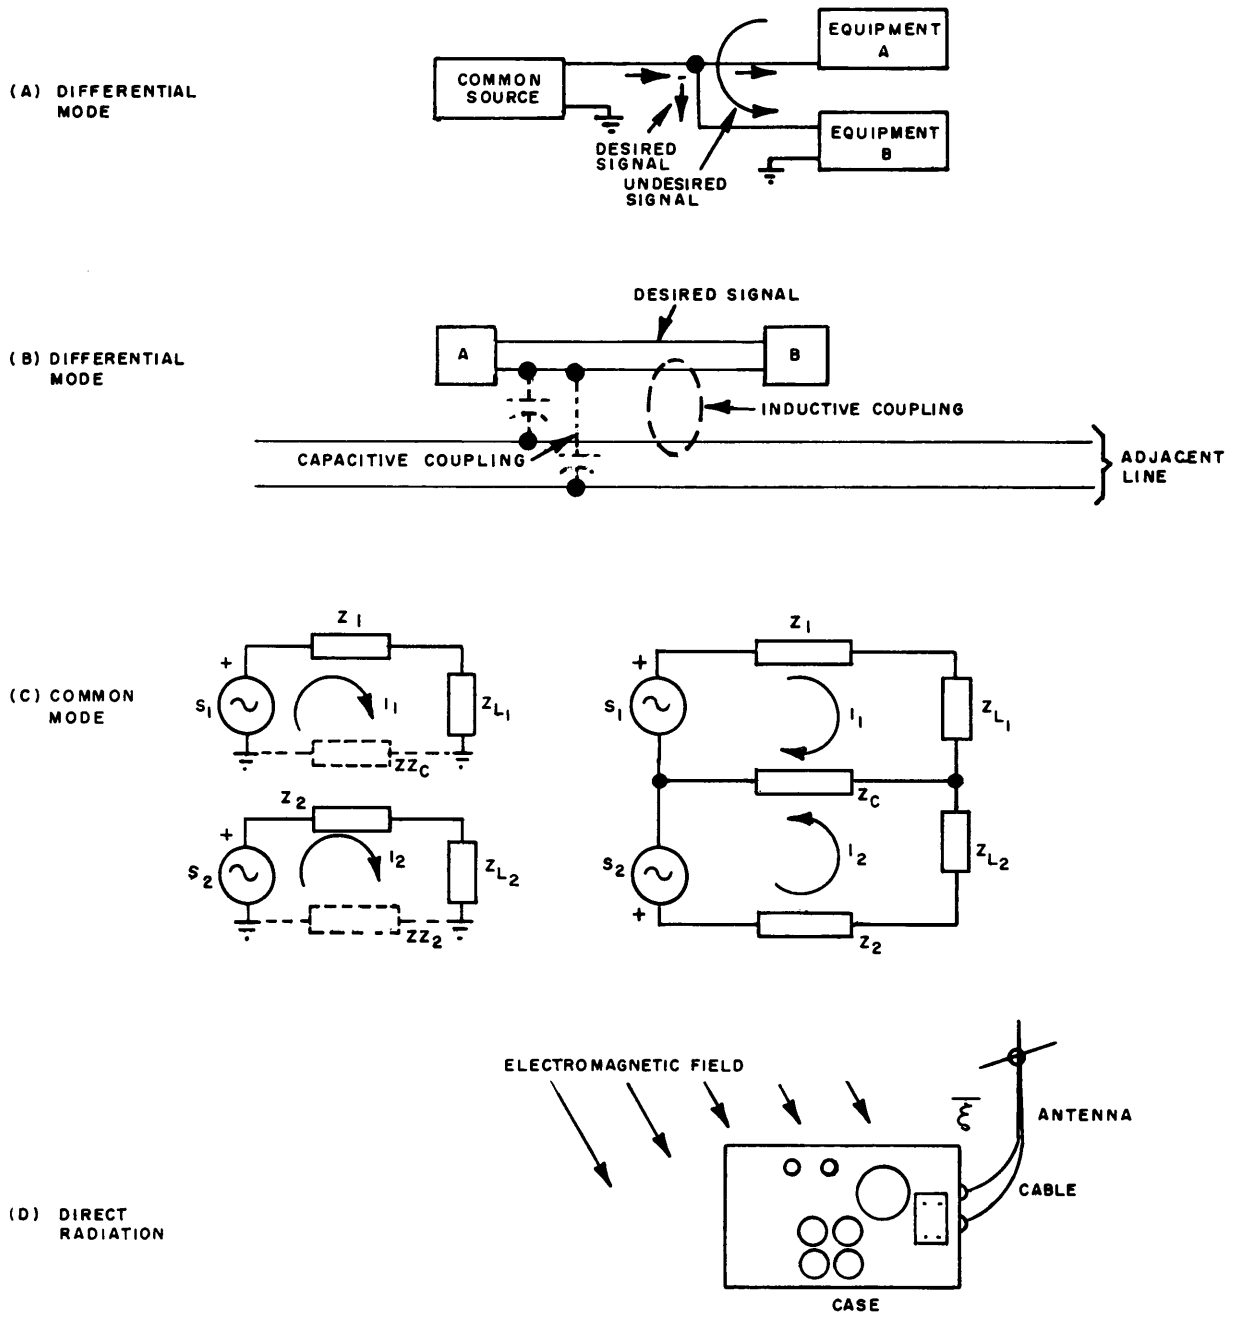 (A) DIFFERENTIAL
MODE
COMMON
SOURCE
EQUIPMENT
A
EQUIPMENT
B
DESIRED
SIGNAL
UNDESIRED
SIGNAL
(B) DIFFERENTIAL
MODE
DESIRED SIGNAL
A
B
INDUCTIVE COUPLING
CAPACITIVE COUPLING
ADJACENT
LINE
(C) COMMON
MODE
Z1
+
S1
I1
ZL1
ZZC
Z2
+
S2
I2
ZL2
ZZ2
Z1
+
S1
I1
ZL1
ZC
S2
I2
ZL2
+
Z2
(D) DIRECT
RADIATION
ELECTROMAGNETIC FIELD
ANTENNA
CABLE
CASE